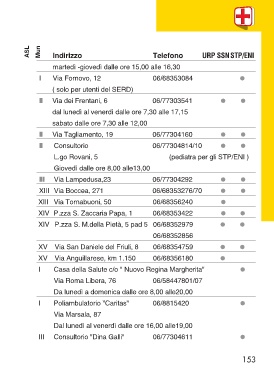 ASL Mun Indirizzo Telefono URP SSN STP/ENI
martedì -giovedì dalle ore 15,00 alle 16,30
I Via Fornovo, 12 06/68353084 ●
( solo per utenti del SERD)
II Via dei Frentani, 6 06/77303541 ● ●
dal lunedì al venerdì dalle ore 7,30 alle 17,15
sabato dalle ore 7,30 alle 12,00
II Via Tagliamento, 19 06/77304160 ● ●
II Consultorio 06/77304814/10 ● ●
L.go Rovani, 5 (pediatra per gli STP/ENI )
Giovedì dalle ore 8,00 alle13,00
III Via Lampedusa,23 06/77304292 ● ●
XIII Via Boccea, 271 06/68353276/70 ● ●
XIII Via Tornabuoni, 50 06/68356240 ●
XIV P.zza S. Zaccaria Papa, 1 06/68353422 ● ●
XIV P.zza S. M.della Pietà, 5 pad 5 06/68352979 ● ●
06/68352856
XV Via San Daniele del Friuli, 8 06/68354759 ● ●
XV Via Anguillarese, km 1.150 06/68356180 ●
I Casa della Salute c/o " Nuovo Regina Margherita" ●
Via Roma Libera, 76 06/58447801/07
Da lunedì a domenica dalle ore 8,00 alle20,00
I Poliambulatorio "Caritas" 06/8815420 ●
Via Marsala, 87
Dal lunedì al venerdì dalle ore 16,00 alle19,00
III Consultorio "Dina Galli" 06/77304611 ●
153